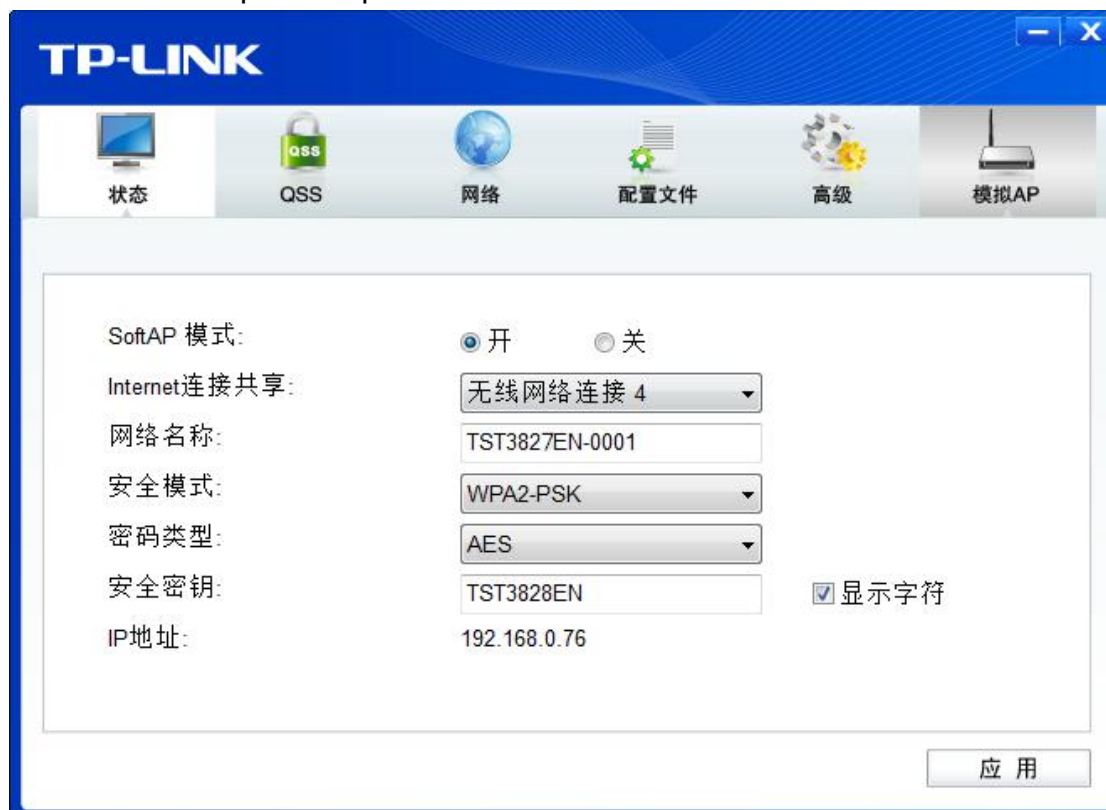 TP-LINK
状态 QSS 网络 配置文件 高级 模拟AP
SoftAP 模式: 开 关
Internet连接共享: 无线网络连接 4
网络名称: TST3827EN-0001
安全模式: WPA2-PSK
密码类型: AES
安全密钥: TST3828EN 显示字符
IP地址: 192.168.0.76
应 用